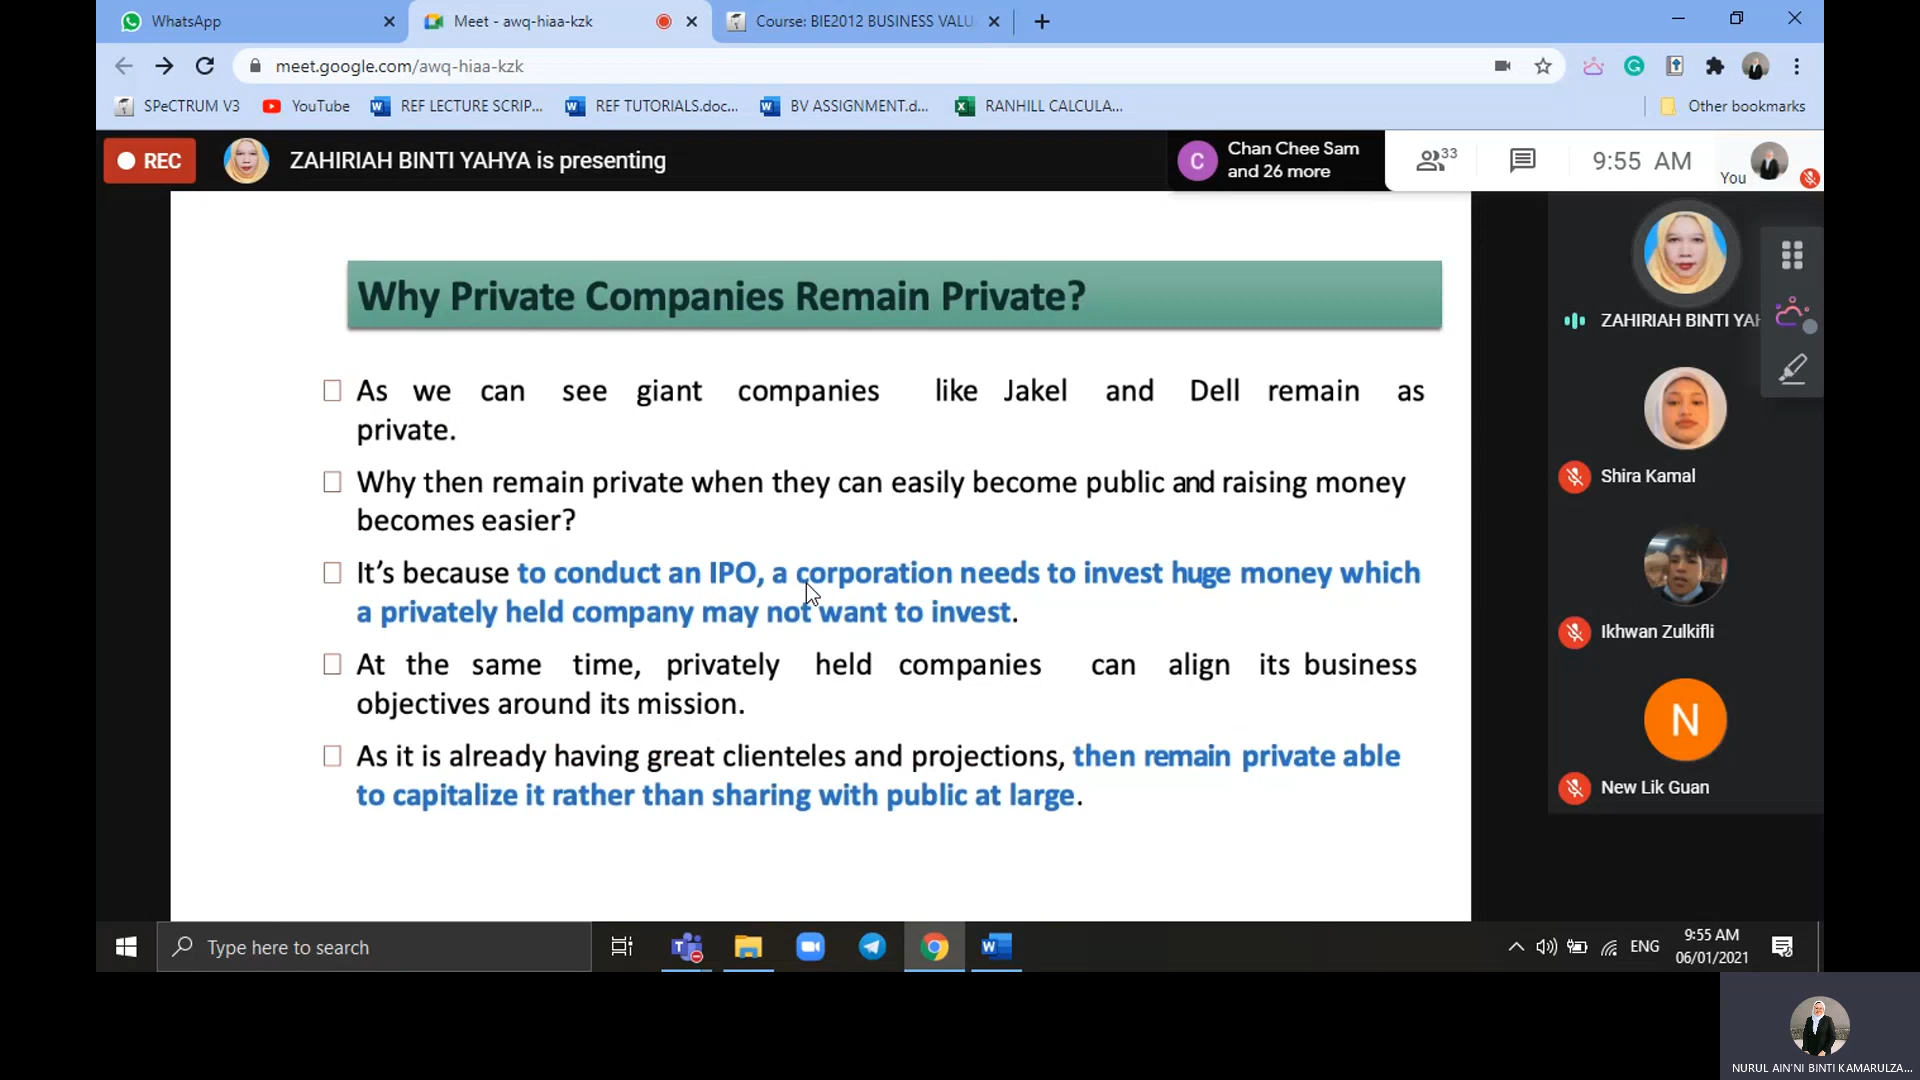 WhatsApp
Meet - awq-hiaa-kzk
Course: BIE2012 BUSINESS VALU
meet.google.com/awq-hiaa-kzk
SPeCTRUM V3
YouTube
REF LECTURE SCRIP...
REF TUTORIALS.doc...
BV ASSIGNMENT.d...
RANHILL CALCULA...
Other bookmarks
REC
ZAHIRIAH BINTI YAHYA is presenting
C
Chan Chee Sam
and 26 more
33
9:55 AM
You
Why Private Companies Remain Private?
As we can see giant companies like Jakel and Dell remain as
private.
Why then remain private when they can easily become public and raising money
becomes easier?
It's because to conduct an IPO, a corporation needs to invest huge money which
a privately held company may not want to invest.
At the same time, privately held companies can align its business
objectives around its mission.
As it is already having great clienteles and projections, then remain private able
to capitalize it rather than sharing with public at large.
ZAHIRIAH BINTI YAH
Shira Kamal
Ikhwan Zulkifli
N
New Lik Guan
Type here to search
ENG
9:55 AM
06/01/2021
NURUL AIN'NI BINTI KAMARULZA...